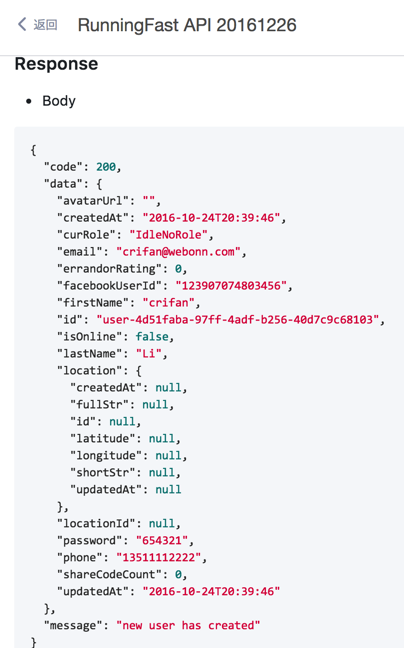 返回 RunningFast API 20161226
Response
• Body
{
  "code": 200,
  "data": {
    "avatarUrl": "",
    "createdAt": "2016-10-24T20:39:46",
    "curRole": "IdleNoRole",
    "email": "crifan@webonn.com",
    "errandorRating": 0,
    "facebookUserId": "123907074803456",
    "firstName": "crifan",
    "id": "user-4d51faba-97ff-4adf-b256-40d7c9c68103",
    "isOnline": false,
    "lastName": "Li",
    "location": {
      "createdAt": null,
      "fullStr": null,
      "id": null,
      "latitude": null,
      "longitude": null,
      "shortStr": null,
      "updatedAt": null
    },
    "locationId": null,
    "password": "654321",
    "phone": "13511112222",
    "shareCodeCount": 0,
    "updatedAt": "2016-10-24T20:39:46"
  },
  "message": "new user has created"
}